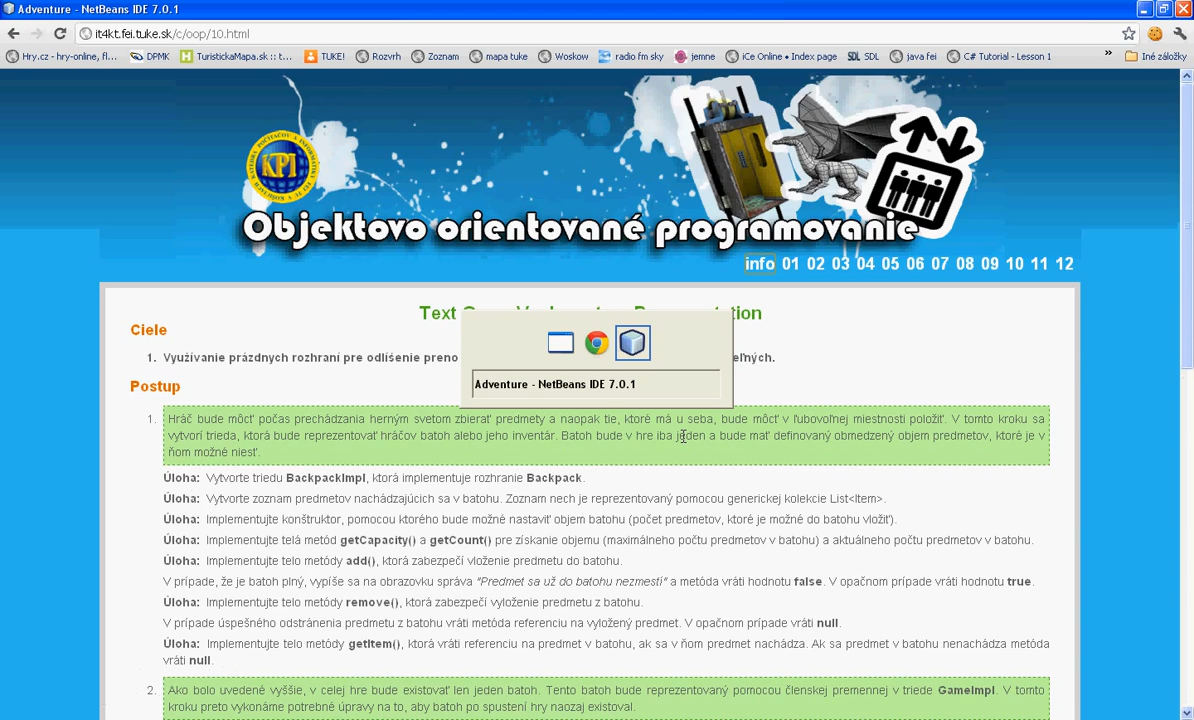 Adventure - NetBeans IDE 7.0.1
it4kt.fei.tuke.sk/c/oop/10.html
Hry.cz - hry-online, fl... DPMK TuristickaMapa.sk :: t... TUKE! Rozvrh Zoznam mapa tuke Woskow radio fm sky jemne iCe Online • Index page SDL SDL java fei C# Tutorial - Lesson 1 » Iné záložky
KPI
Objektovo orientované programovanie
info 01 02 03 04 05 06 07 08 09 10 11 12
Text
Ciele
1. Využívanie prázdnych rozhraní pre odlíšenie preno
Adventure - NetBeans IDE 7.0.1
Postup
1. Hráč bude môcť počas prechádzania herným svetom zbierať predmety a naopak tie, ktoré má u seba, bude môcť v ľubovoľnej miestnosti položiť. V tomto kroku sa
vytvorí trieda, ktorá bude reprezentovať hráčov batoh alebo jeho inventár. Batoh bude v hre iba jeden a bude mať definovaný obmedzený objem predmetov, ktoré je v
ňom možné niesť.
Úloha: Vytvorte triedu BackpackImpl, ktorá implementuje rozhranie Backpack.
Úloha: Vytvorte zoznam predmetov nachádzajúcich sa v batohu. Zoznam nech je reprezentovaný pomocou generickej kolekcie List<Item>.
Úloha: Implementujte konštruktor, pomocou ktorého bude možné nastaviť objem batohu (počet predmetov, ktoré je možné do batohu vložiť).
Úloha: Implementujte telá metód getCapacity() a getCount() pre získanie objemu (maximálneho počtu predmetov v batohu) a aktuálneho počtu predmetov v batohu.
Úloha: Implementujte telo metódy add(), ktorá zabezpečí vloženie predmetu do batohu.
V prípade, že je batoh plný, vypíše sa na obrazovku správa "Predmet sa už do batohu nezmestí" a metóda vráti hodnotu false. V opačnom prípade vráti hodnotu true.
Úloha: Implementujte telo metódy remove(), ktorá zabezpečí vyloženie predmetu z batohu.
V prípade úspešného odstránenia predmetu z batohu vráti metóda referenciu na vyložený predmet. V opačnom prípade vráti null.
Úloha: Implementujte telo metódy getItem(), ktorá vráti referenciu na predmet v batohu, ak sa v ňom predmet nachádza. Ak sa predmet v batohu nenachádza metóda
vráti null.
2. Ako bolo uvedené vyššie, v celej hre bude existovať len jeden batoh. Tento batoh bude reprezentovaný pomocou členskej premennej v triede GameImpl. V tomto
kroku preto vykonáme potrebné úpravy na to, aby batoh po spustení hry naozaj existoval.